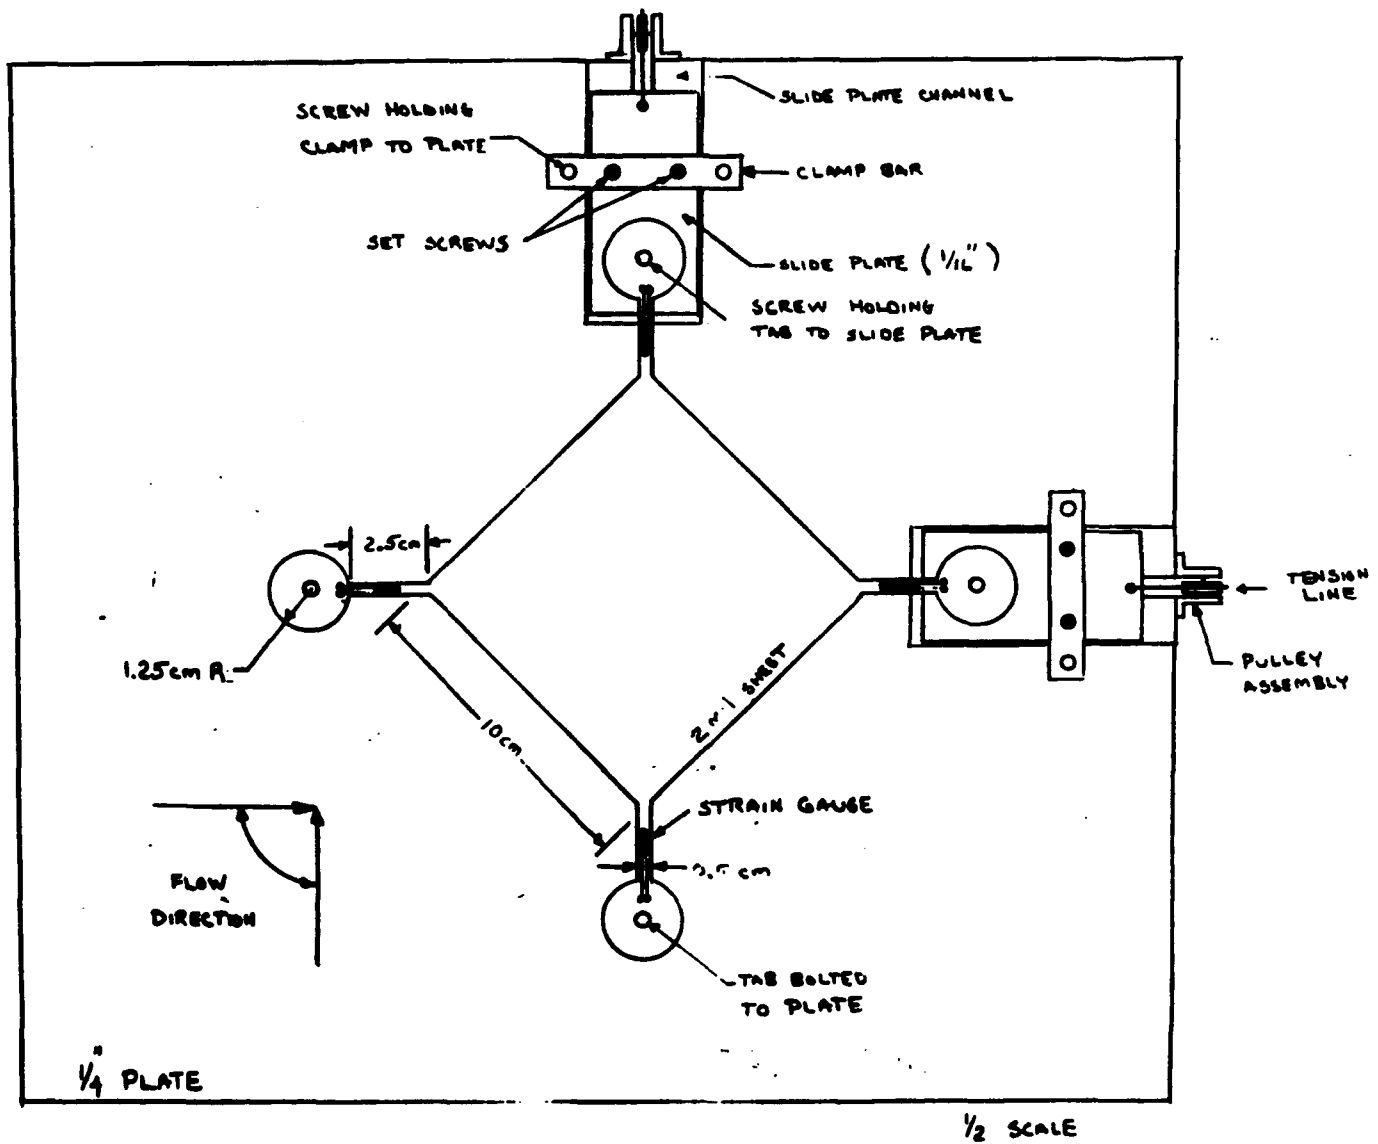 SLIDE PLATE CHANNEL
SCREW HOLDING
CLAMP TO PLATE
CLAMP BAR
SET SCREWS
SLIDE PLATE (1/16")
SCREW HOLDING
TAB TO SLIDE PLATE
2.5cm
TENSION
LINE
1.25cm R.
PULLEY
ASSEMBLY
SHEET
10cm
STRAIN GAUGE
cm
FLOW
DIRECTION
TAB BOLTED
TO PLATE
1/4" PLATE
1/2 SCALE